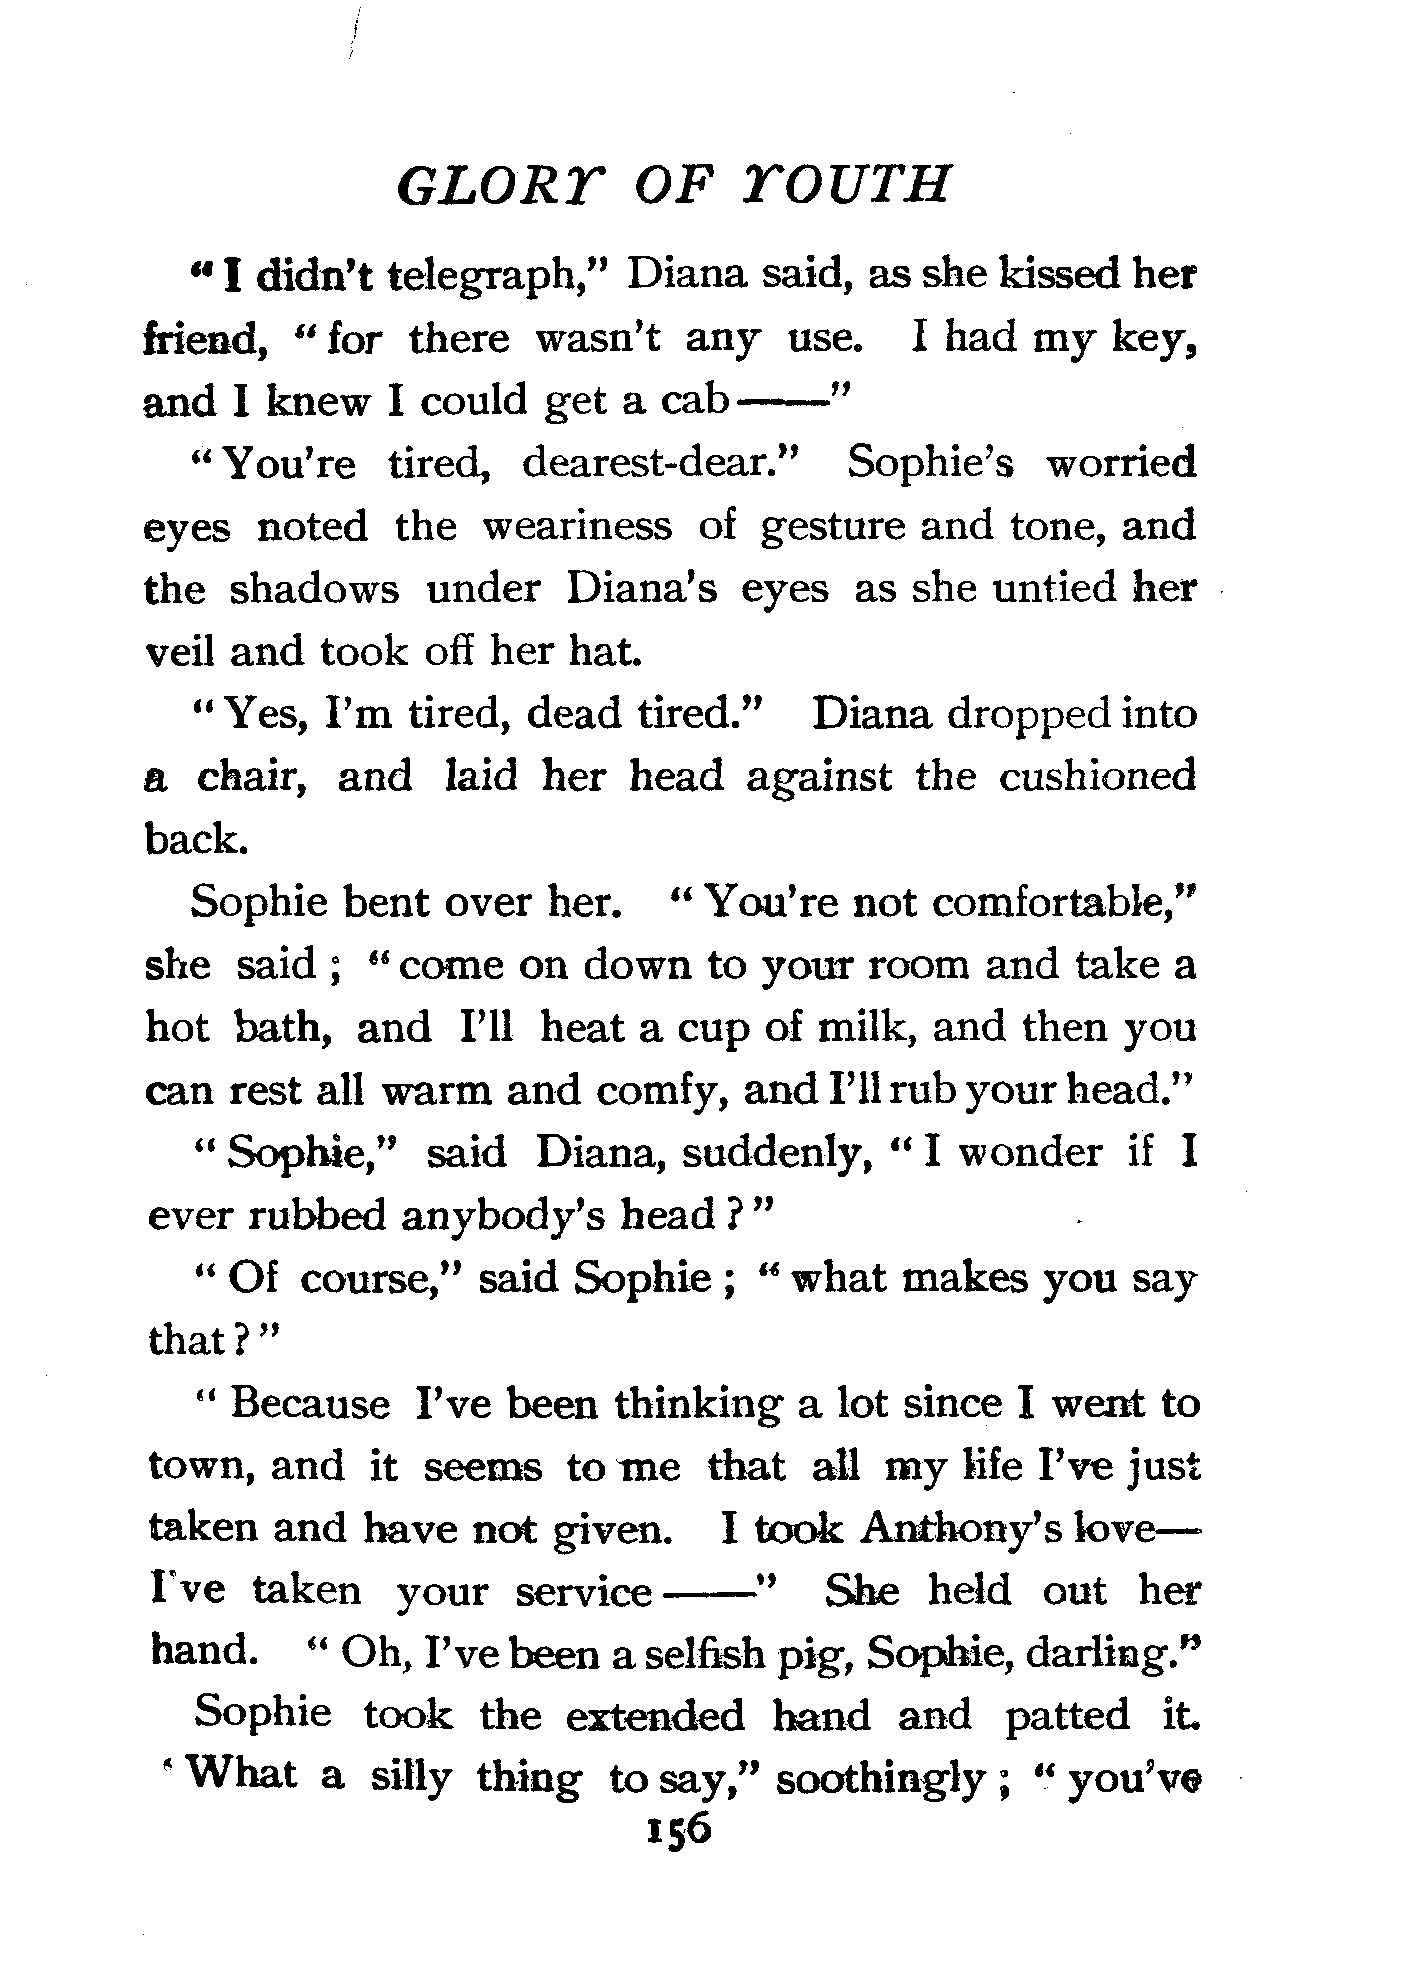 GLORY OF YOUTH
"I didn't telegraph," Diana said, as she kissed her
friend, "for there wasn't any use. I had my key,
and I knew I could get a cab——"
"You're tired, dearest-dear." Sophie's worried
eyes noted the weariness of gesture and tone, and
the shadows under Diana's eyes as she untied her
veil and took off her hat.
"Yes, I'm tired, dead tired." Diana dropped into
a chair, and laid her head against the cushioned
back.
Sophie bent over her. "You're not comfortable,"
she said; "come on down to your room and take a
hot bath, and I'll heat a cup of milk, and then you
can rest all warm and comfy, and I'll rub your head."
"Sophie," said Diana, suddenly, "I wonder if I
ever rubbed anybody's head?"
"Of course," said Sophie; "what makes you say
that?"
"Because I've been thinking a lot since I went to
town, and it seems to me that all my life I've just
taken and have not given. I took Anthony's love—
I've taken your service——" She held out her
hand. "Oh, I've been a selfish pig, Sophie, darling."
Sophie took the extended hand and patted it.
'What a silly thing to say," soothingly; "you've
156